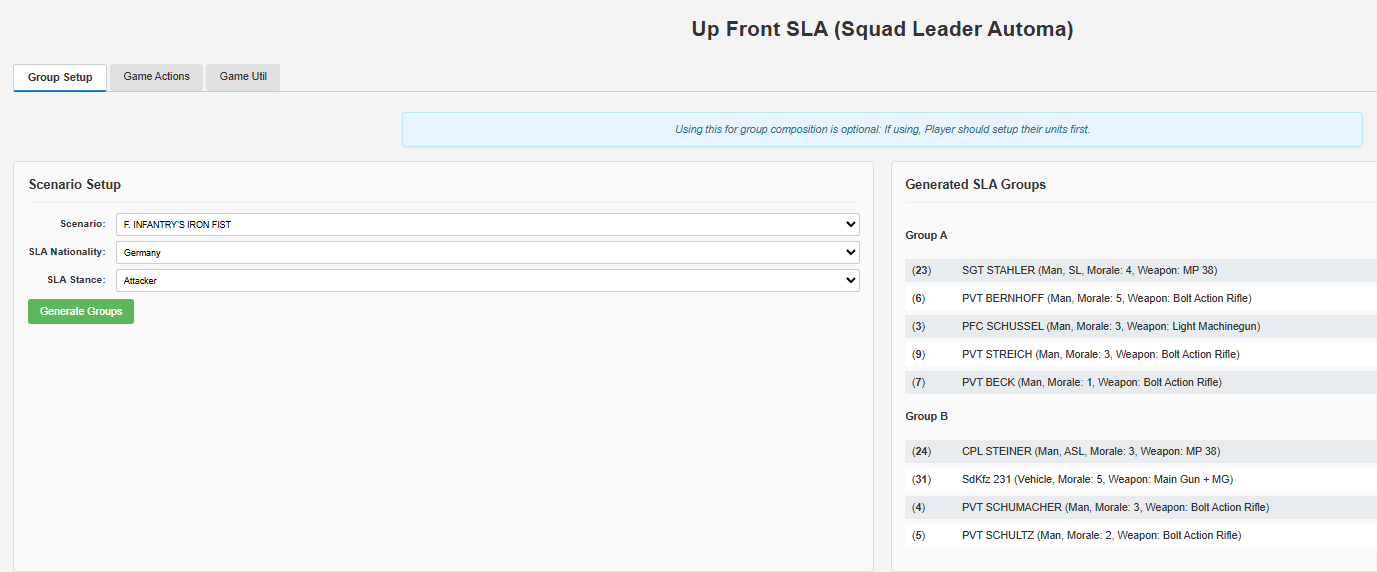 Up Front SLA (Squad Leader Automa)
Group Setup
Game Actions
Game Util
Using this for group composition is optional: If using, Player should setup their units first.
Scenario Setup
Scenario:
F. INFANTRY'S IRON FIST
SLA Nationality:
Germany
SLA Stance:
Attacker
Generate Groups
Generated SLA Groups
Group A
(23) SGT STAHLER (Man, SL, Morale: 4, Weapon: MP 38)
(6) PVT BERNHOFF (Man, Morale: 5, Weapon: Bolt Action Rifle)
(3) PFC SCHUSSEL (Man, Morale: 3, Weapon: Light Machinegun)
(9) PVT STREICH (Man, Morale: 3, Weapon: Bolt Action Rifle)
(7) PVT BECK (Man, Morale: 1, Weapon: Bolt Action Rifle)
Group B
(24) CPL STEINER (Man, ASL, Morale: 3, Weapon: MP 38)
(31) SdKfz 231 (Vehicle, Morale: 5, Weapon: Main Gun + MG)
(4) PVT SCHUMACHER (Man, Morale: 3, Weapon: Bolt Action Rifle)
(5) PVT SCHULTZ (Man, Morale: 2, Weapon: Bolt Action Rifle)